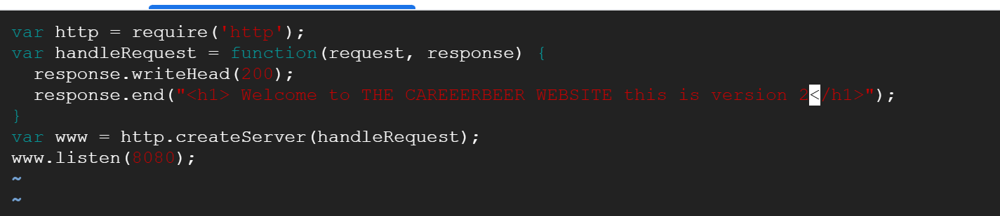 var http = require('http');
var handleRequest = function(request, response) {
  response.writeHead(200);
  response.end("<h1> Welcome to THE CAREEERBEER WEBSITE this is version 2</h1>");
}
var www = http.createServer(handleRequest);
www.listen(8080);
~
~